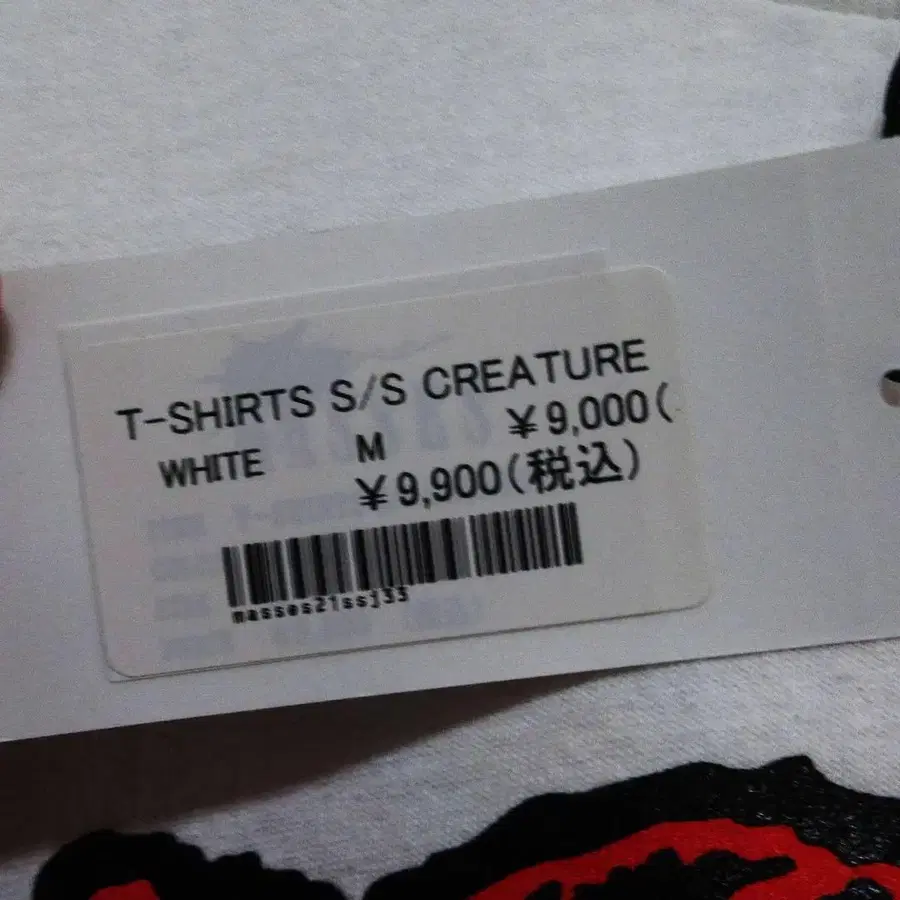 T-SHIRTS S/S CREATURE
WHITE M ¥9,000(
¥9,900(税込)
masses21ssj33